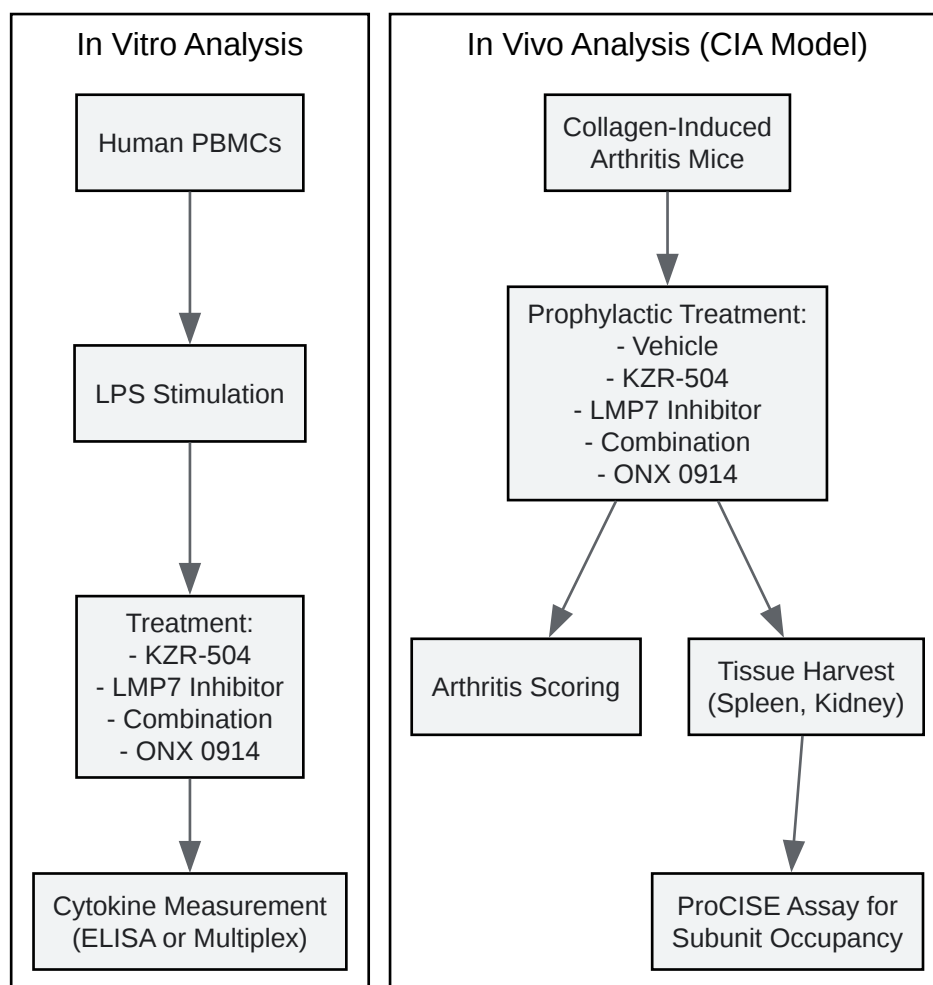 In Vitro Analysis
Human PBMCs
LPS Stimulation
Treatment:
- KZR-504
- LMP7 Inhibitor
- Combination
- ONX 0914
Cytokine Measurement
(ELISA or Multiplex)
In Vivo Analysis (CIA Model)
Collagen-Induced
Arthritis Mice
Prophylactic Treatment:
- Vehicle
- KZR-504
- LMP7 Inhibitor
- Combination
- ONX 0914
Arthritis Scoring
Tissue Harvest
(Spleen, Kidney)
ProCISE Assay for
Subunit Occupancy